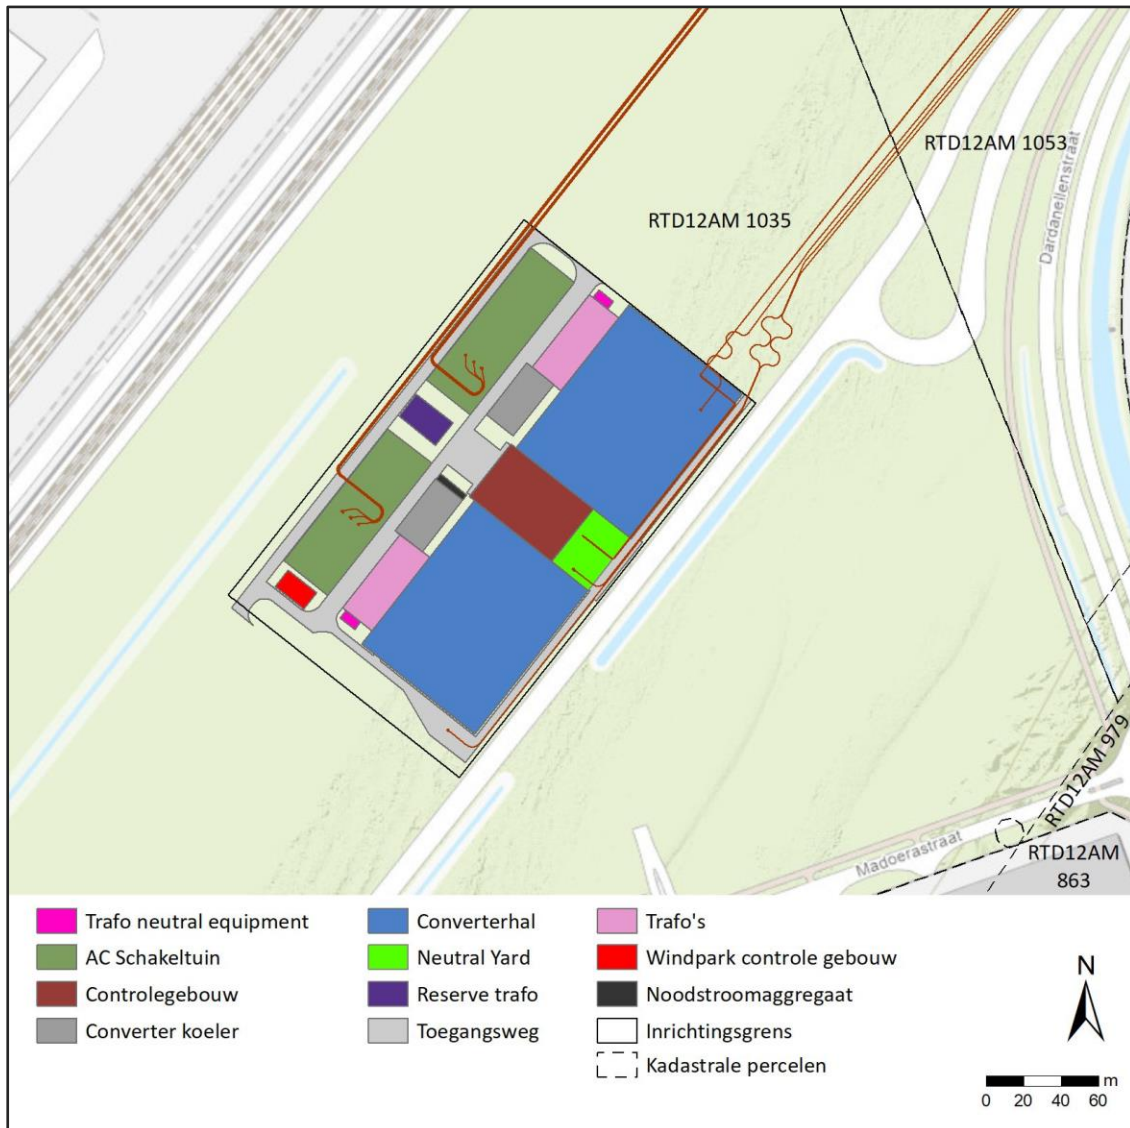 RTD12AM 1053
Dardanellenstraat
RTD12AM 1035
RTD12AM 979
Madoerastraat
RTD12AM
863
Trafo neutral equipment
Converterhal
Trafo's
AC Schakeltuin
Neutral Yard
Windpark controle gebouw
Controlegebouw
Reserve trafo
Noodstroomaggregaat
Converter koeler
Toegangsweg
Inrichtingsgrens
Kadastrale percelen
N
m
0 20 40 60